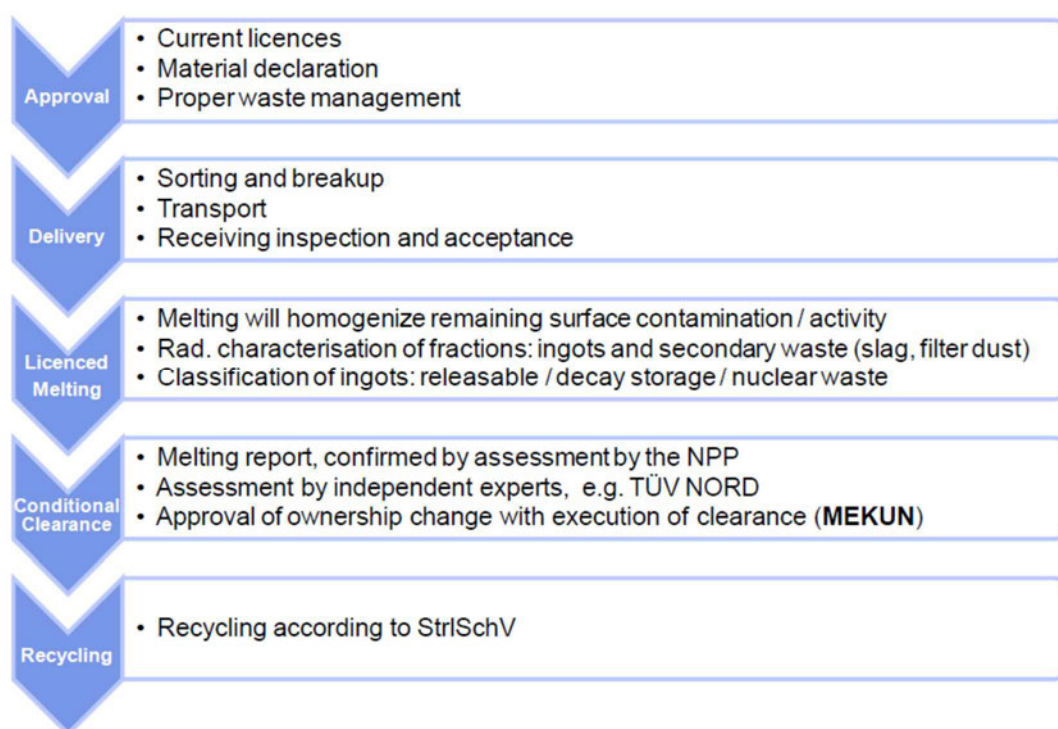 Approval
• Current licences
• Material declaration
• Proper waste management
Delivery
• Sorting and breakup
• Transport
• Receiving inspection and acceptance
Licenced
Melting
• Melting will homogenize remaining surface contamination / activity
• Rad. characterisation of fractions: ingots and secondary waste (slag, filter dust)
• Classification of ingots: releasable / decay storage / nuclear waste
Conditional
Clearance
• Melting report, confirmed by assessment by the NPP
• Assessment by independent experts, e.g. TÜV NORD
• Approval of ownership change with execution of clearance (MEKUN)
Recycling
• Recycling according to StrlSchV